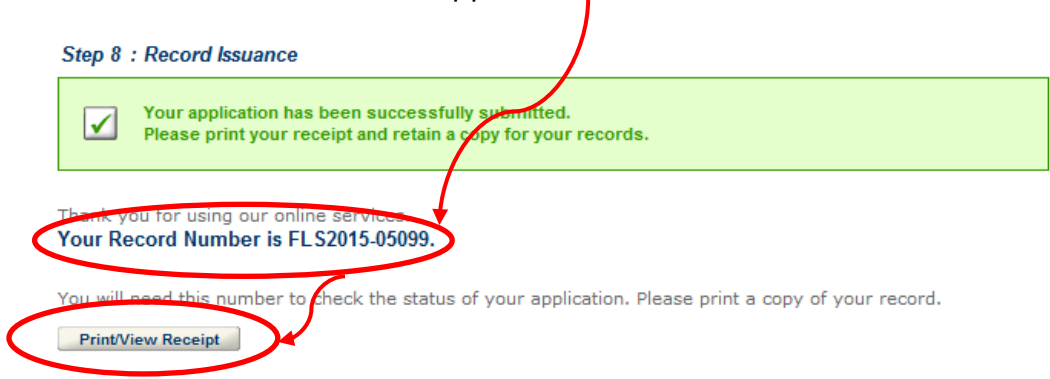 Step 8 : Record Issuance
Your application has been successfully submitted.
Please print your receipt and retain a copy for your records.
Thank you for using our online services.
Your Record Number is FLS2015-05099.
You will need this number to check the status of your application. Please print a copy of your record.
Print/View Receipt